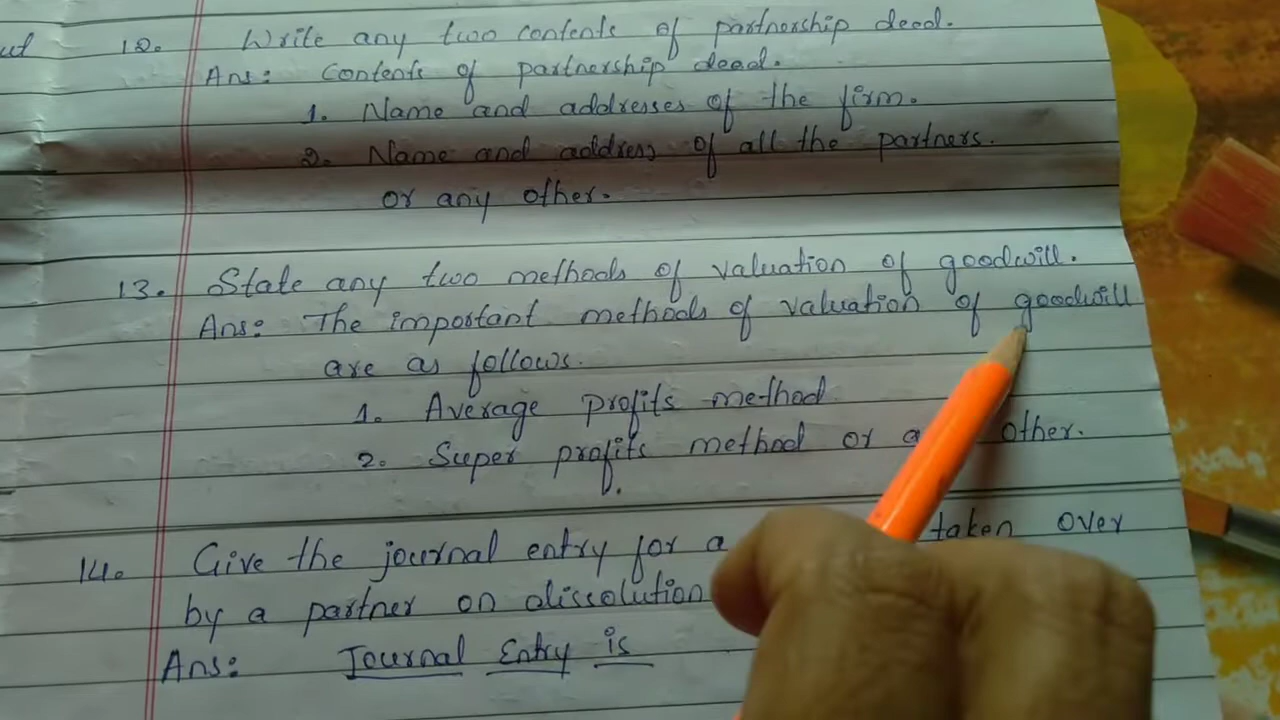 ut
12. Write any two contents of partnership deed.
Ans: Contents of partnership deed.
1. Name and addresses of the firm.
2. Name and address of all the partners.
or any other.
13. State any two methods of valuation of goodwill.
Ans: The important methods of valuation of goodwill
are as follows.
1. Average profits method
2. Super profits method or a other.
14. Give the journal entry for a taken over
by a partner on dissolution
Ans: Journal Entry is